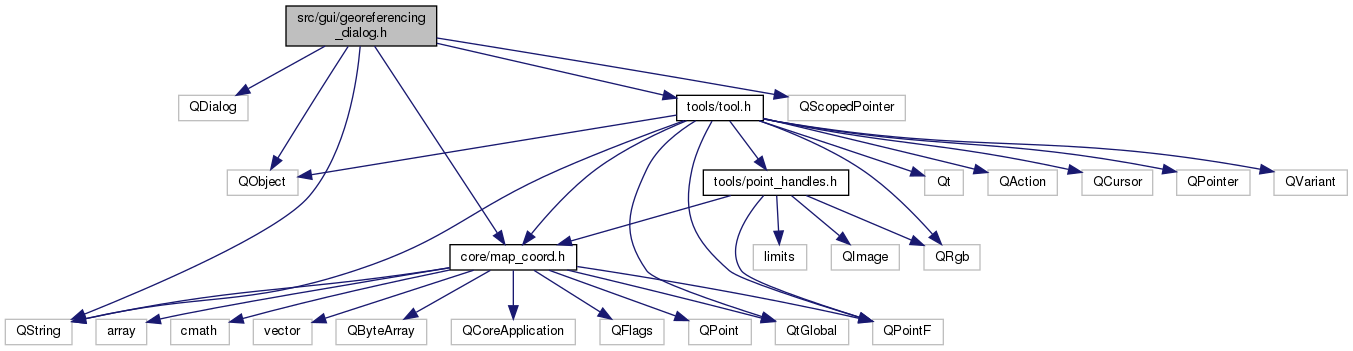 src/gui/georeferencing
_dialog.h
QDialog
tools/tool.h
QScopedPointer
QObject
tools/point_handles.h
Qt
QAction
QCursor
QPointer
QVariant
core/map_coord.h
limits
QImage
QRgb
QString
array
cmath
vector
QByteArray
QCoreApplication
QFlags
QPoint
QtGlobal
QPointF